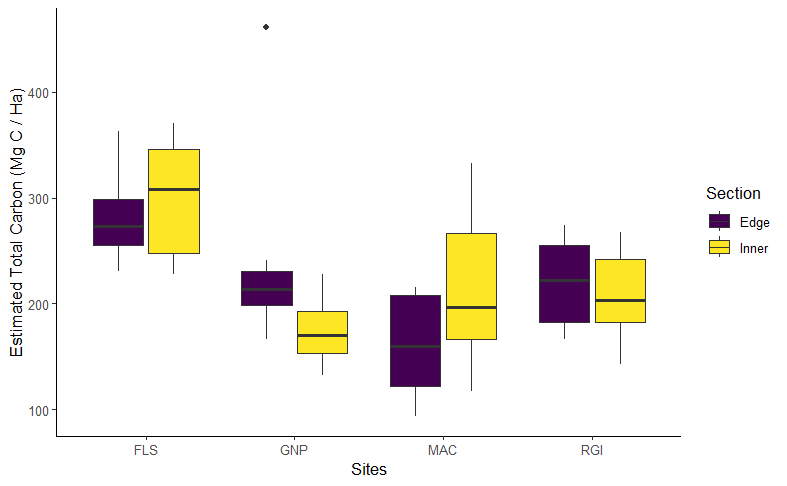 Estimated Total Carbon (Mg C / Ha)
400
300
200
100
FLS
GNP
MAC
RGI
Sites
Section
Edge
Inner